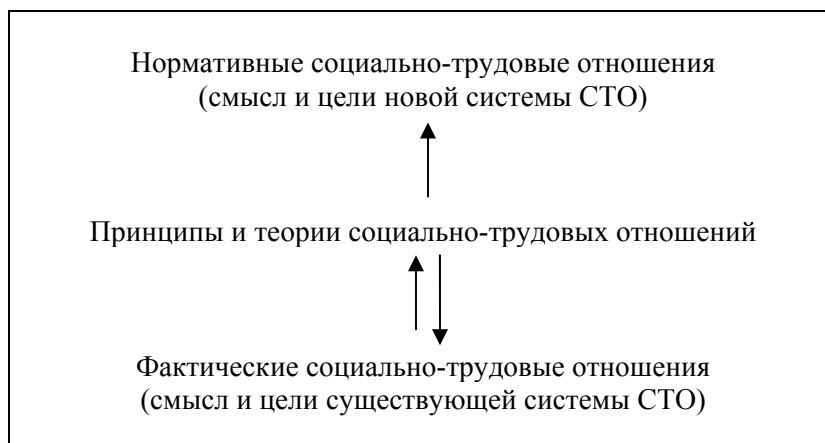 Нормативные социально-трудовые отношения
(смысл и цели новой системы СТО)
Принципы и теории социально-трудовых отношений
Фактические социально-трудовые отношения
(смысл и цели существующей системы СТО)